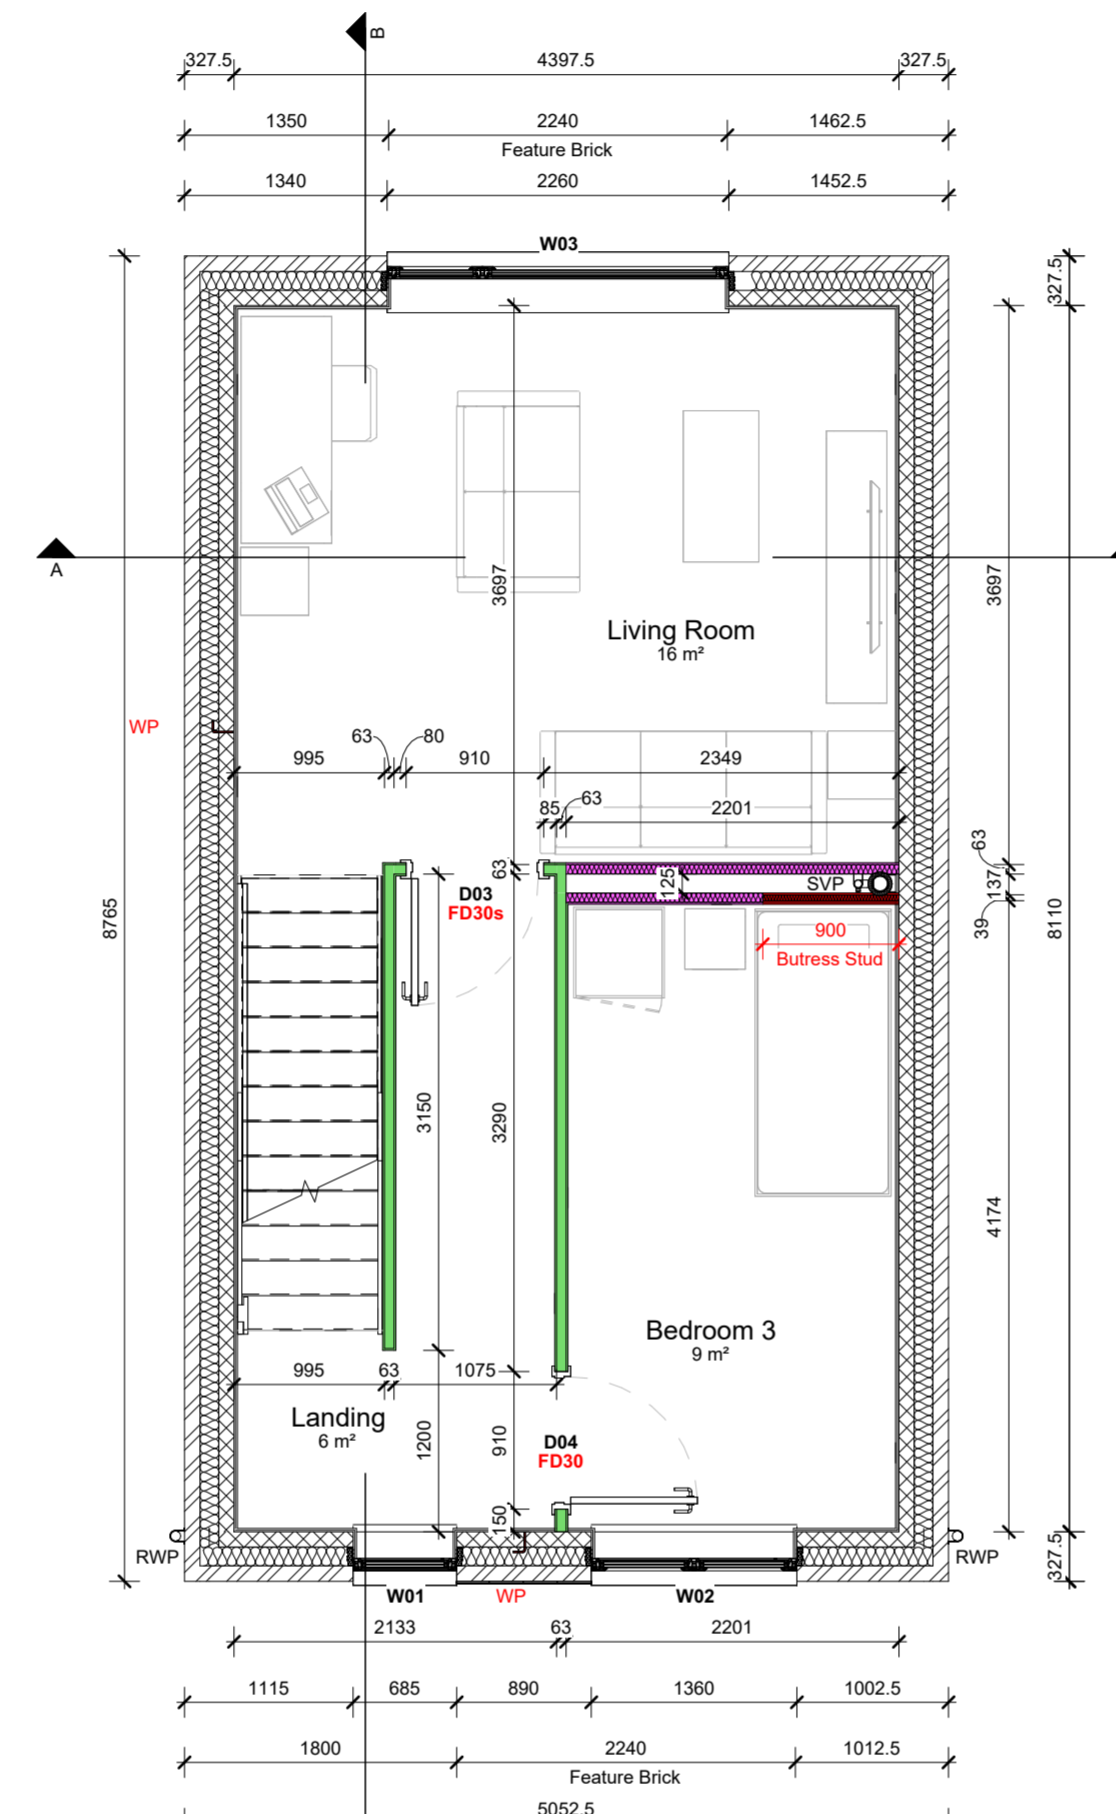 B
327.5 4397.5 327.5
1350 2240 1462.5
Feature Brick
1340 2260 1452.5
W03
327.5
A
3697
3697
Living Room
16 m²
WP
63 80
995 910 2349
85 63
2201
63
63
125
SVP
137
39
D03
FD30s
900
Butress Stud
8765
8110
3150
3290
4174
Bedroom 3
9 m²
995 63 1075
Landing
6 m²
1200
910
D04
FD30
150
RWP
RWP
327.5
W01
WP
W02
2133 63 2201
1115 685 890 1360 1002.5
1800 2240 1012.5
Feature Brick
5052.5